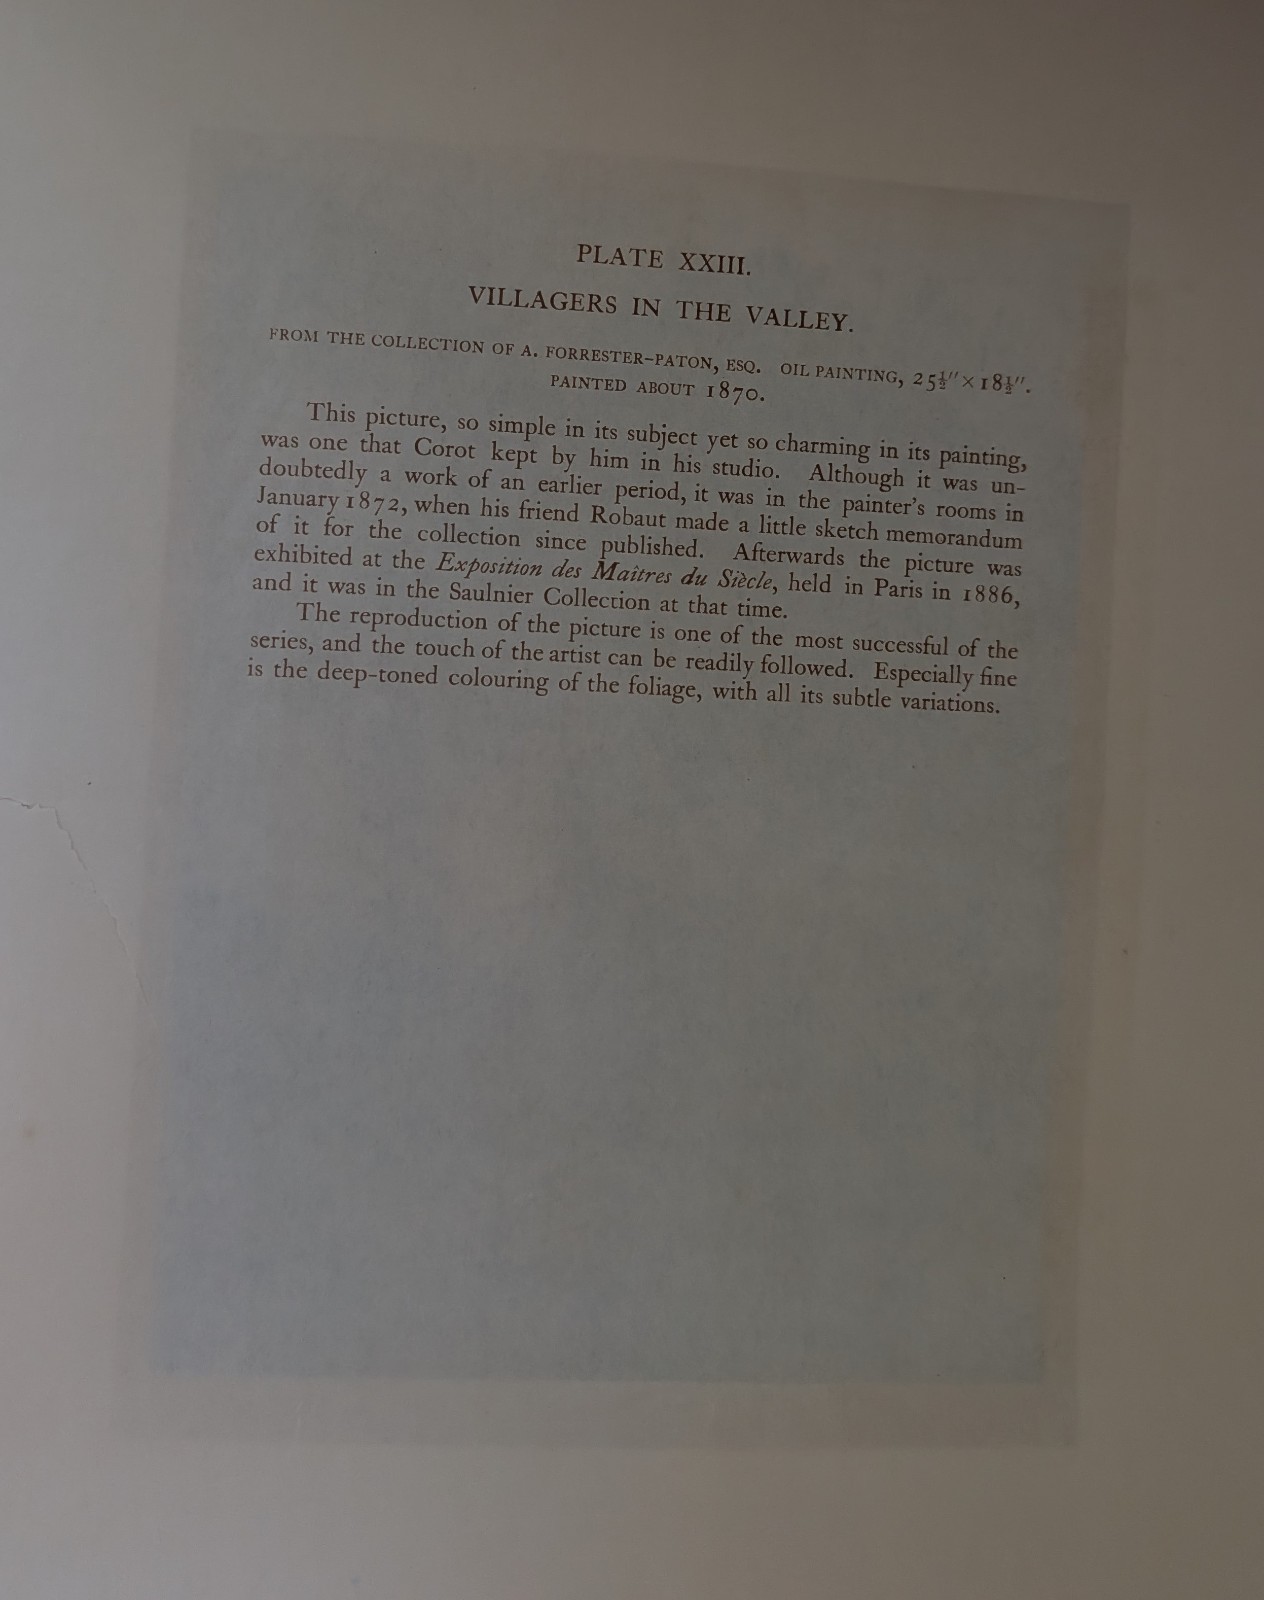 PLATE XXIII.
VILLAGERS IN THE VALLEY.
FROM THE COLLECTION OF A. FORRESTER-PATON, ESQ. OIL PAINTING, 25½″ × 18½″.
PAINTED ABOUT 1870.
This picture, so simple in its subject yet so charming in its painting,
was one that Corot kept by him in his studio. Although it was un-
doubtedly a work of an earlier period, it was in the painter's rooms in
January 1872, when his friend Robaut made a little sketch memorandum
of it for the collection since published. Afterwards the picture was
exhibited at the Exposition des Maîtres du Siècle, held in Paris in 1886,
and it was in the Saulnier Collection at that time.
The reproduction of the picture is one of the most successful of the
series, and the touch of the artist can be readily followed. Especially fine
is the deep-toned colouring of the foliage, with all its subtle variations.